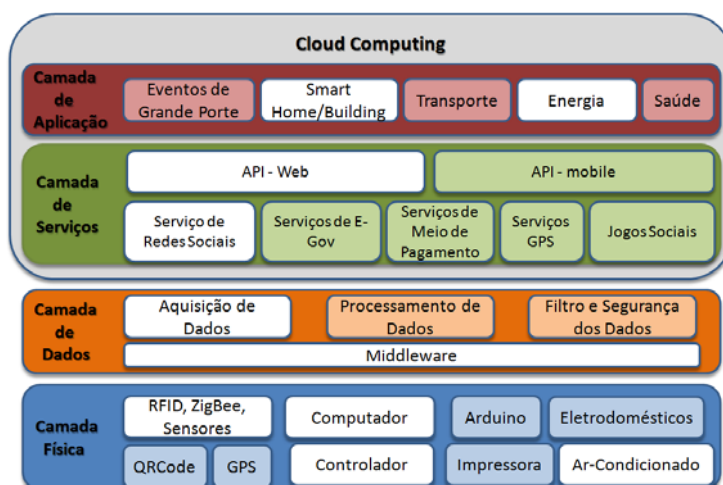 Cloud Computing
Camada
de
Aplicação
Eventos de
Grande Porte
Smart
Home/Building
Transporte
Energia
Saúde
Camada
de
Serviços
API - Web
API - mobile
Serviço de
Redes Sociais
Serviços de E-
Gov
Serviços de
Meio de
Pagamento
Serviços
GPS
Jogos Sociais
Camada
de
Dados
Aquisição de
Dados
Processamento de
Dados
Filtro e Segurança
dos Dados
Middleware
Camada
Física
RFID, ZigBee,
Sensores
Computador
Arduino
Eletrodomésticos
QRCode
GPS
Controlador
Impressora
Ar-Condicionado